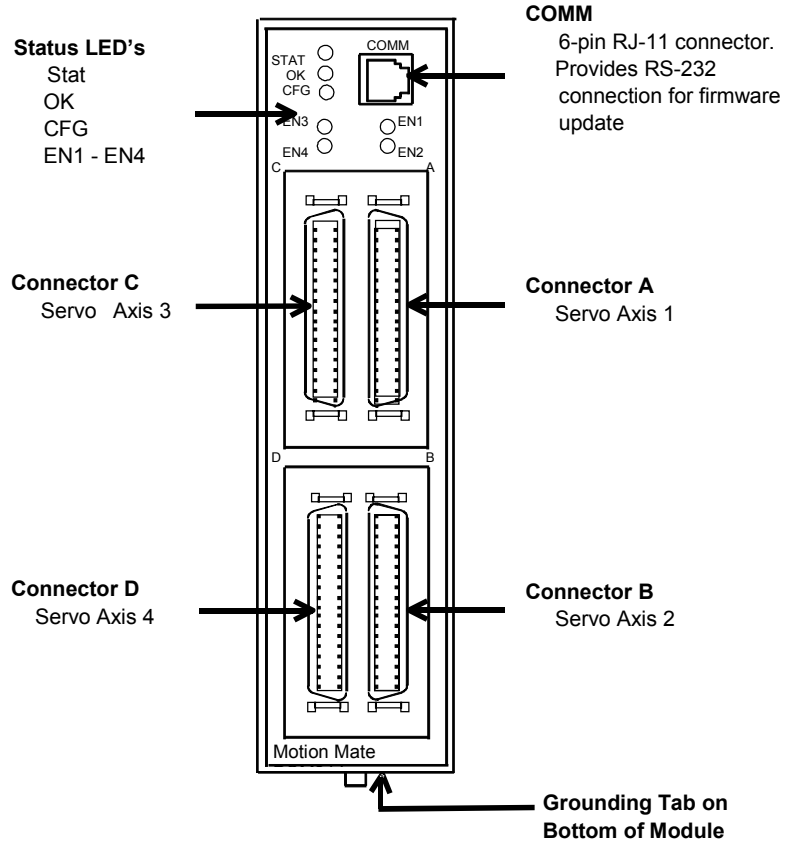 Status LED's
Stat
OK
CFG
EN1 - EN4
COMM
6-pin RJ-11 connector.
Provides RS-232
connection for firmware
update
STAT
OK
CFG
COMM
EN3
EN1
EN4
EN2
C
A
Connector C
Servo Axis 3
Connector A
Servo Axis 1
D
B
Connector D
Servo Axis 4
Connector B
Servo Axis 2
Motion Mate
Grounding Tab on
Bottom of Module